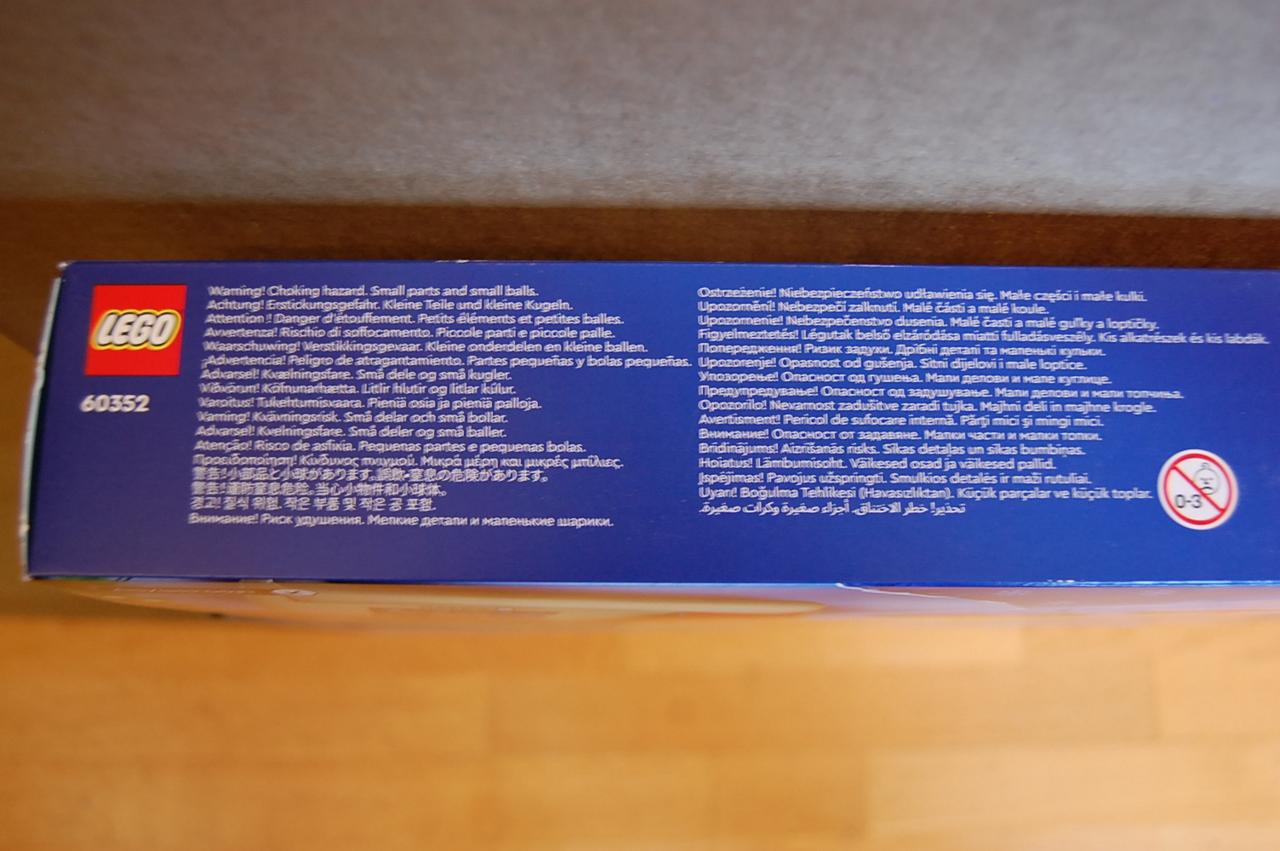 LEGO
60352
Warning! Choking hazard. Small parts and small balls.
Achtung! Erstickungsgefahr. Kleine Teile und kleine Kugeln.
Attention ! Danger d'étouffement. Petits éléments et petites balles.
Avvertenza! Rischio di soffocamento. Piccole parti e piccole palle.
Waarschuwing! Verstikkingsgevaar. Kleine onderdelen en kleine ballen.
¡Advertencia! Peligro de atragantamiento. Partes pequeñas y bolas pequeñas.
Advarsel! Kvælningsfare. Små dele og små kugler.
Viðvörun! Köfnunarhætta. Litlir hlutir og litlar kúlur.
Varoitus! Tukehtumisvaara. Pieniä osia ja pieniä palloja.
Varning! Kvävningsrisk. Små delar och små bollar.
Advarsel! Kvelningsfare. Små deler og små baller.
Atenção! Risco de asfixia. Pequenas partes e pequenas bolas.
Προειδοποίηση! Κίνδυνος πνιγμού. Μικρά μέρη και μικρές μπίλιες.
警告!小部品と小球があります。誤飲・窒息の危険があります。
警告!窒息危险。当心小物件和小球体。
경고! 질식 위험. 작은 부품 및 작은 공 포함.
Внимание! Риск удушения. Мелкие детали и маленькие шарики.
Ostrzeżenie! Niebezpieczeństwo udławienia się. Małe części i małe kulki.
Upozornění! Nebezpečí zalknutí. Malé části a malé koule.
Upozornenie! Nebezpečenstvo dusenia. Malé časti a malé guľky a loptičky.
Figyelmeztetés! Légutak belső elzáródása miatti fulladásveszély. Kis alkatrészek és kis labdák.
Попередження! Ризик задухи. Дрібні деталі та маленькі кульки.
Upozorenje! Opasnost od gušenja. Sitni dijelovi i male loptice.
Упозорење! Опасност од гушења. Мали делови и мале куглице.
Предупредување! Опасност од задушување. Мали делови и мали топчиња.
Opozorilo! Nevarnost zadušitve zaradi tujka. Majhni deli in majhne krogle.
Avertisment! Pericol de sufocare internă. Părți mici și mingi mici.
Внимание! Опасност от задавяне. Малки части и малки топки.
Brīdinājums! Aizrīšanās risks. Sīkas detaļas un sīkas bumbiņas.
Hoiatus! Lämbumisoht. Väikesed osad ja väikesed pallid.
Įspėjimas! Pavojus užspringti. Smulkios detalės ir maži rutuliai.
Uyarı! Boğulma Tehlikesi (Havasızlıktan). Küçük parçalar ve küçük toplar.
تحذير! خطر الاختناق. أجزاء صغيرة وكرات صغيرة.
0-3